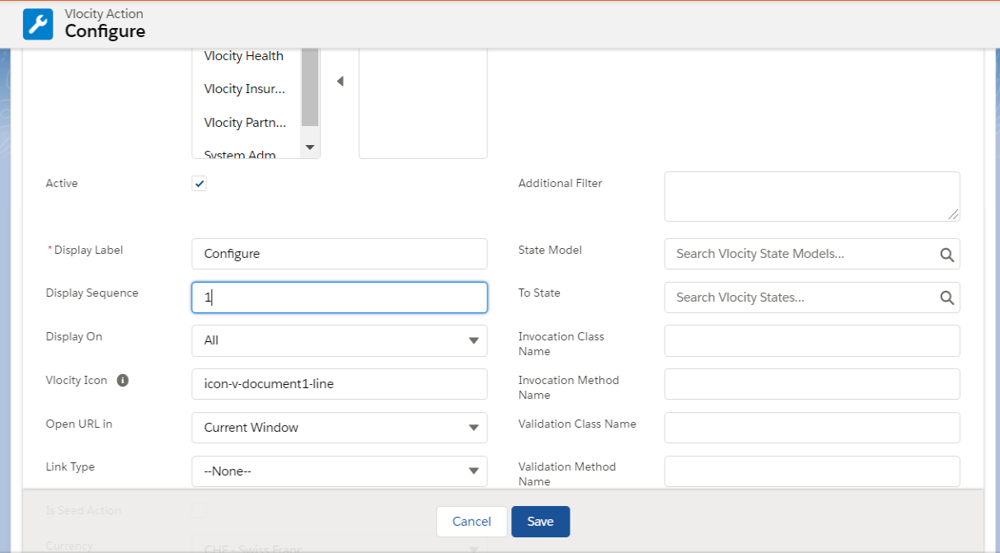 Vlocity Action
Configure
Vlocity Health
Vlocity Insur...
Vlocity Partn...
System Adm
Active
Additional Filter
*Display Label
Configure
State Model
Search Vlocity State Models...
Display Sequence
1
To State
Search Vlocity States...
Display On
All
Invocation Class
Name
Vlocity Icon
icon-v-document1-line
Invocation Method
Name
Open URL in
Current Window
Validation Class Name
Link Type
--None--
Validation Method
Name
Is Seed Action
Cancel
Save
Currency
CHF - Swiss Franc